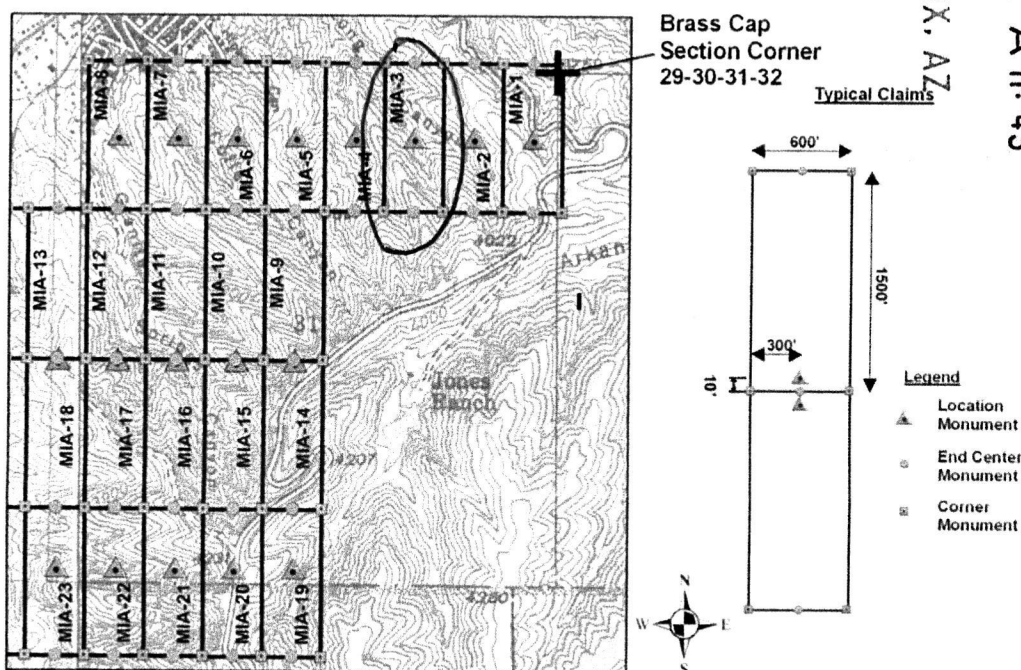 Brass Cap
Section Corner
29-30-31-32
X, AZ
Typical Claims
600'
1500'
300'
10'
Legend
Location
Monument
End Center
Monument
Corner
Monument
N
W
E
S
MIA-8
MIA-7
MIA-6
MIA-5
MIA-4
MIA-3
MIA-2
MIA-1
MIA-13
MIA-12
MIA-11
MIA-10
MIA-9
4022
Arkan
31
Jones
Ranch
MIA-18
MIA-17
MIA-16
MIA-15
MIA-14
4207
4231
4260
MIA-23
MIA-22
MIA-21
MIA-20
MIA-19